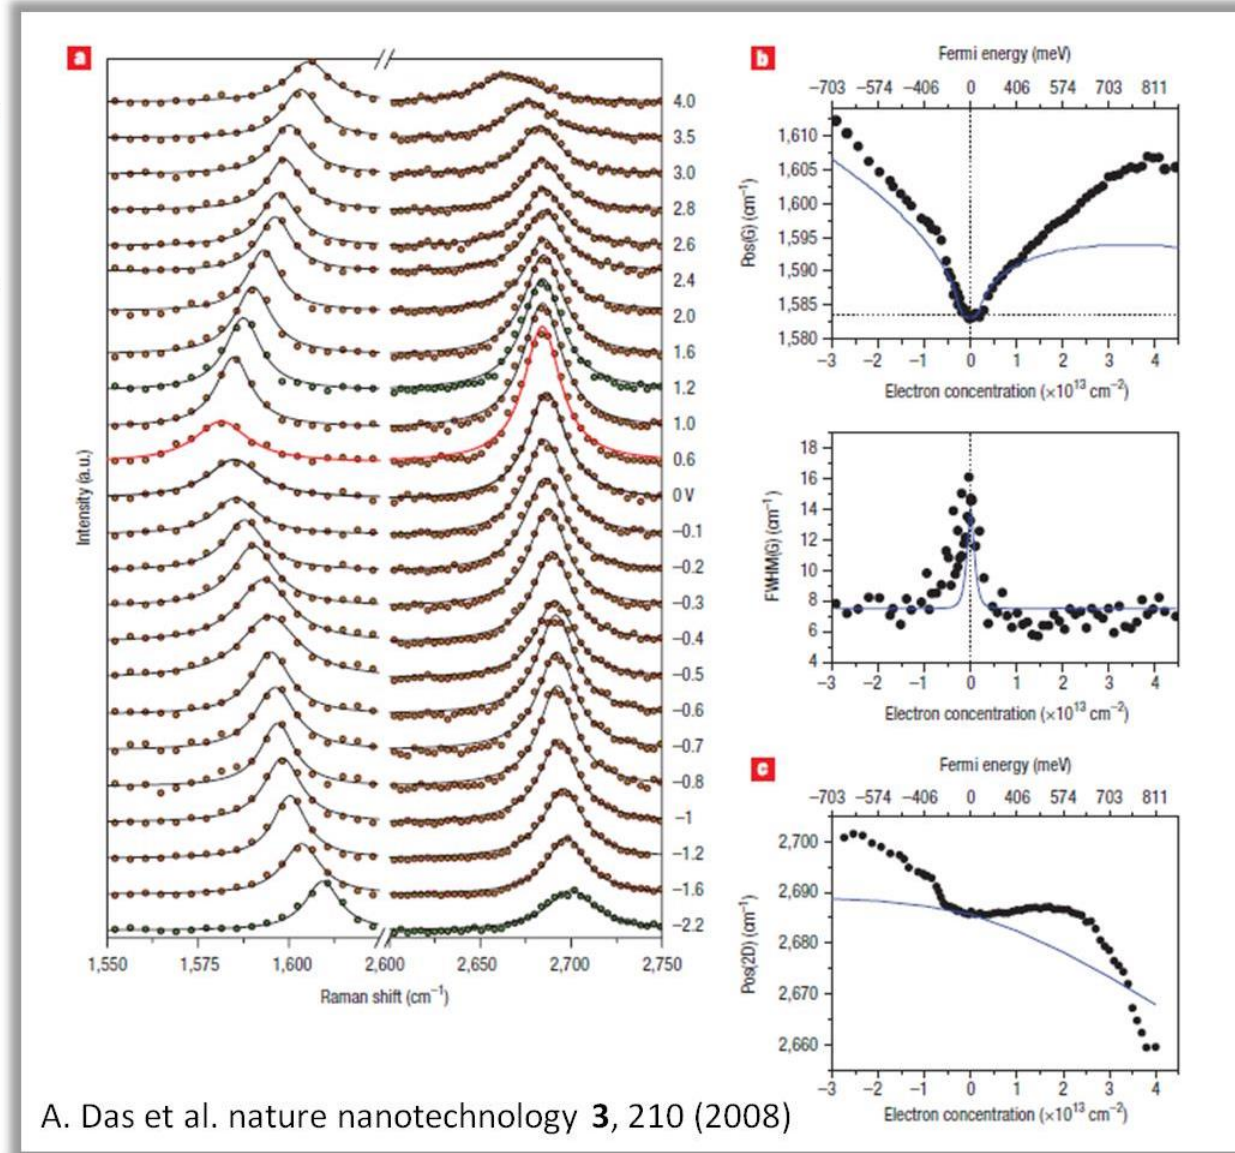 a
Intensity (a.u.)
4.0
3.5
3.0
2.8
2.6
2.4
2.0
1.6
1.2
1.0
0.6
0 V
−0.1
−0.2
−0.3
−0.4
−0.5
−0.6
−0.7
−0.8
−1
−1.2
−1.6
−2.2
1,550 1,575 1,600 2,600 2,650 2,700 2,750
Raman shift (cm−1)
b
Fermi energy (meV)
−703 −574 −406 0 406 574 703 811
Pos(G) (cm−1)
1,610
1,605
1,600
1,595
1,590
1,585
1,580
−3 −2 −1 0 1 2 3 4
Electron concentration (×10¹³ cm−2)
FWHM(G) (cm−1)
18
16
14
12
10
8
6
4
−3 −2 −1 0 1 2 3 4
Electron concentration (×10¹³ cm−2)
c
Fermi energy (meV)
−703 −574 −406 0 406 574 703 811
Pos(2D) (cm−1)
2,700
2,690
2,680
2,670
2,660
−3 −2 −1 0 1 2 3 4
Electron concentration (×10¹³ cm−2)
A. Das et al. nature nanotechnology 3, 210 (2008)